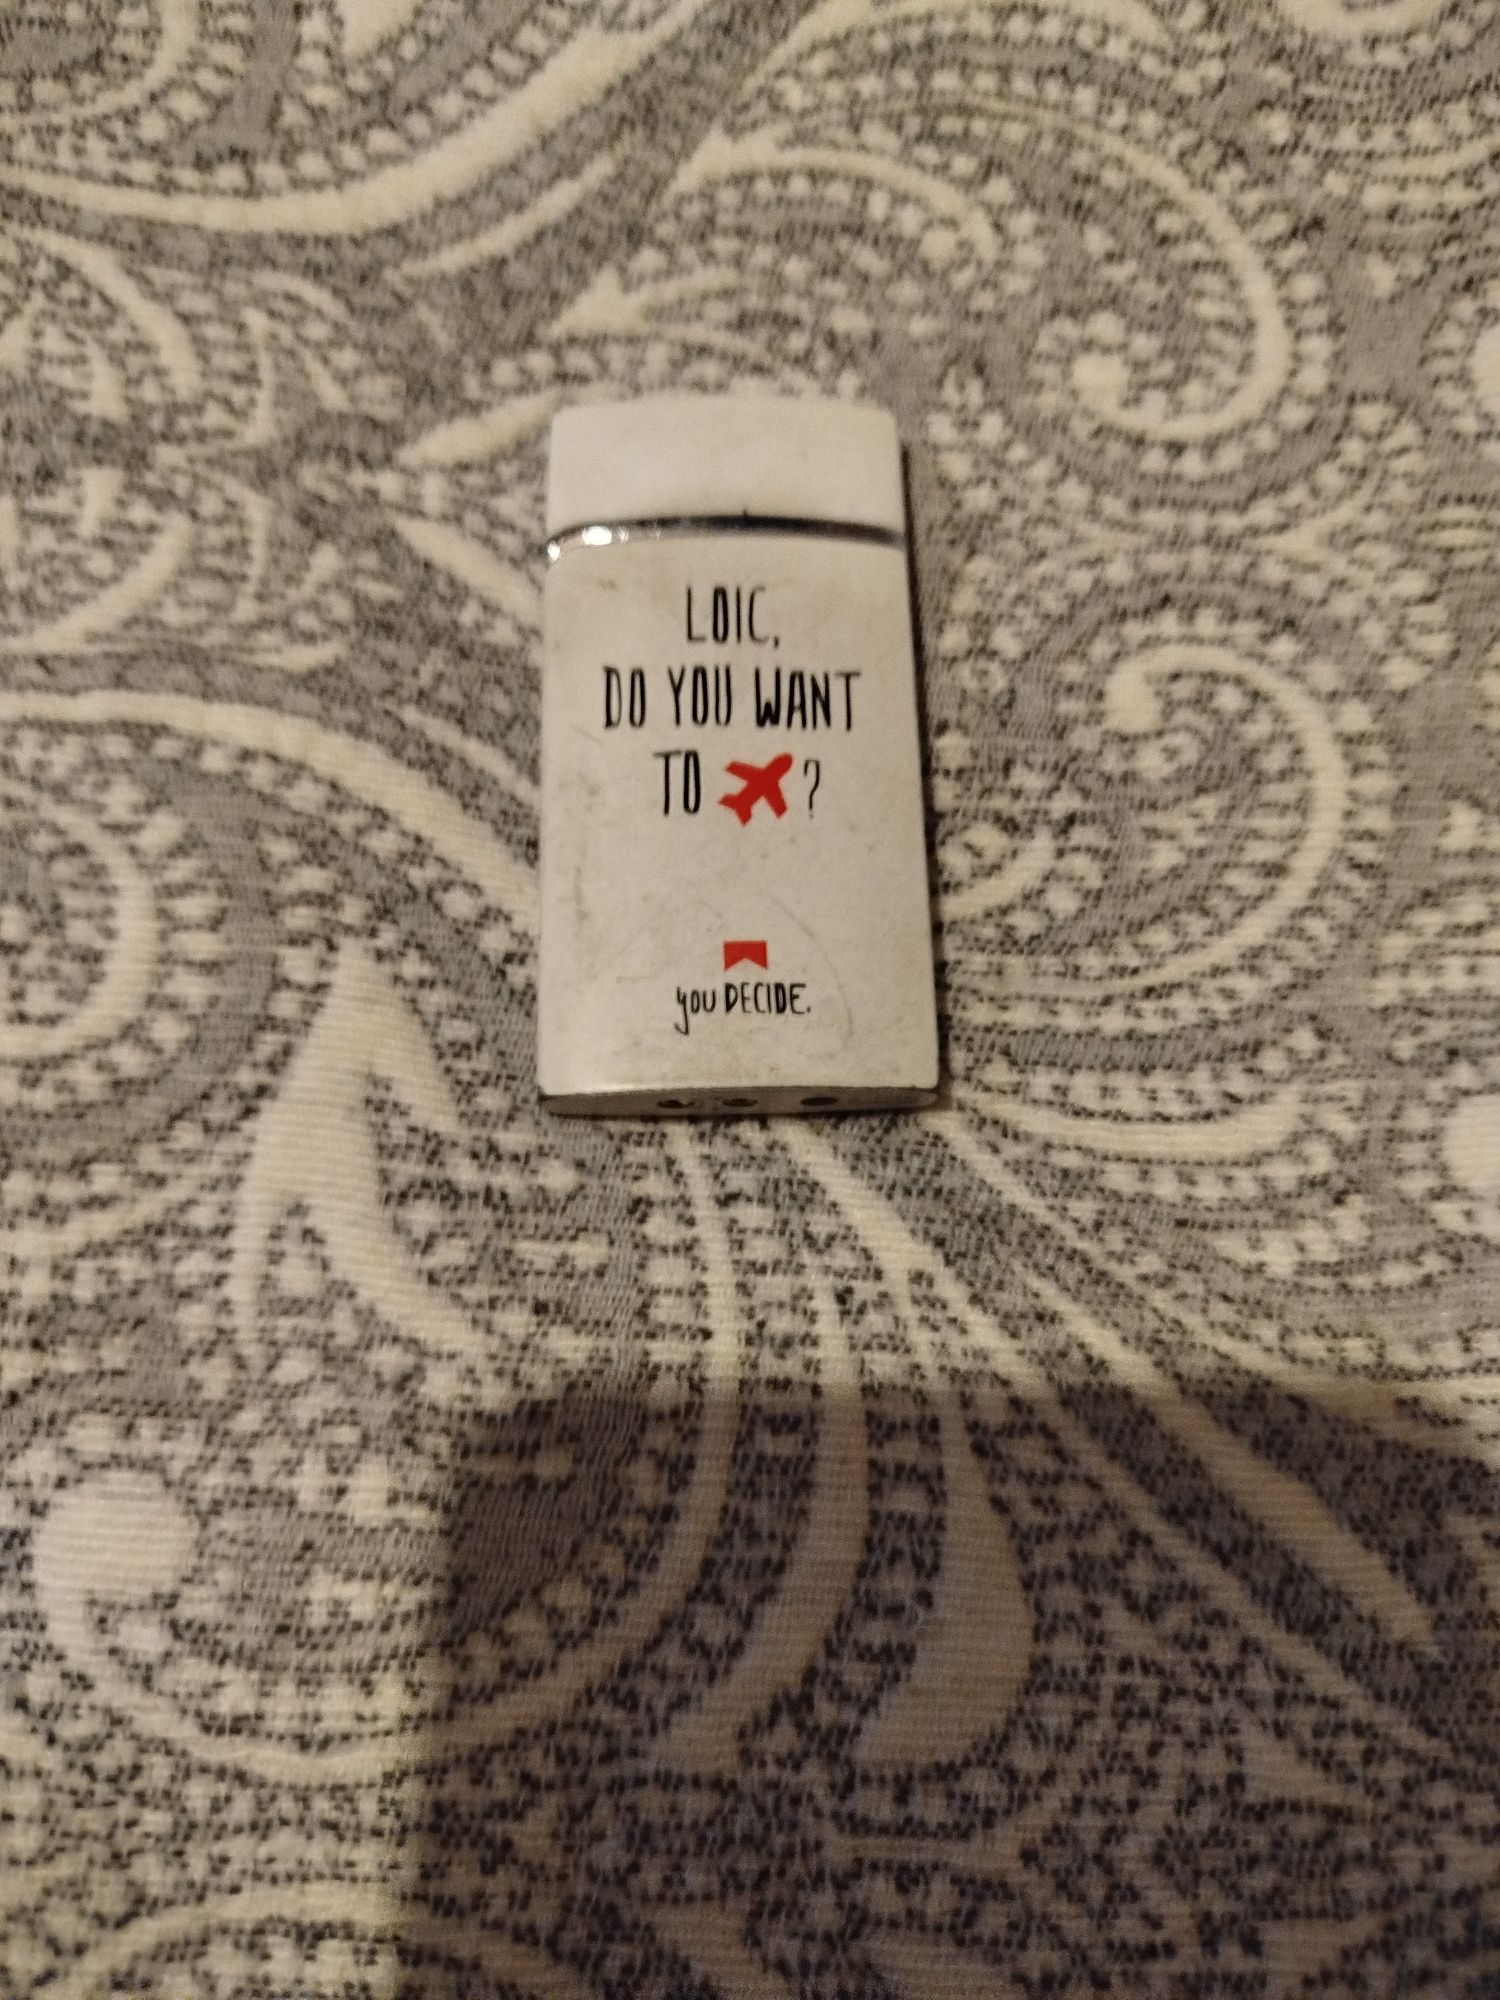 LOIC,
DO YOU WANT
TO ?
you DECIDE.